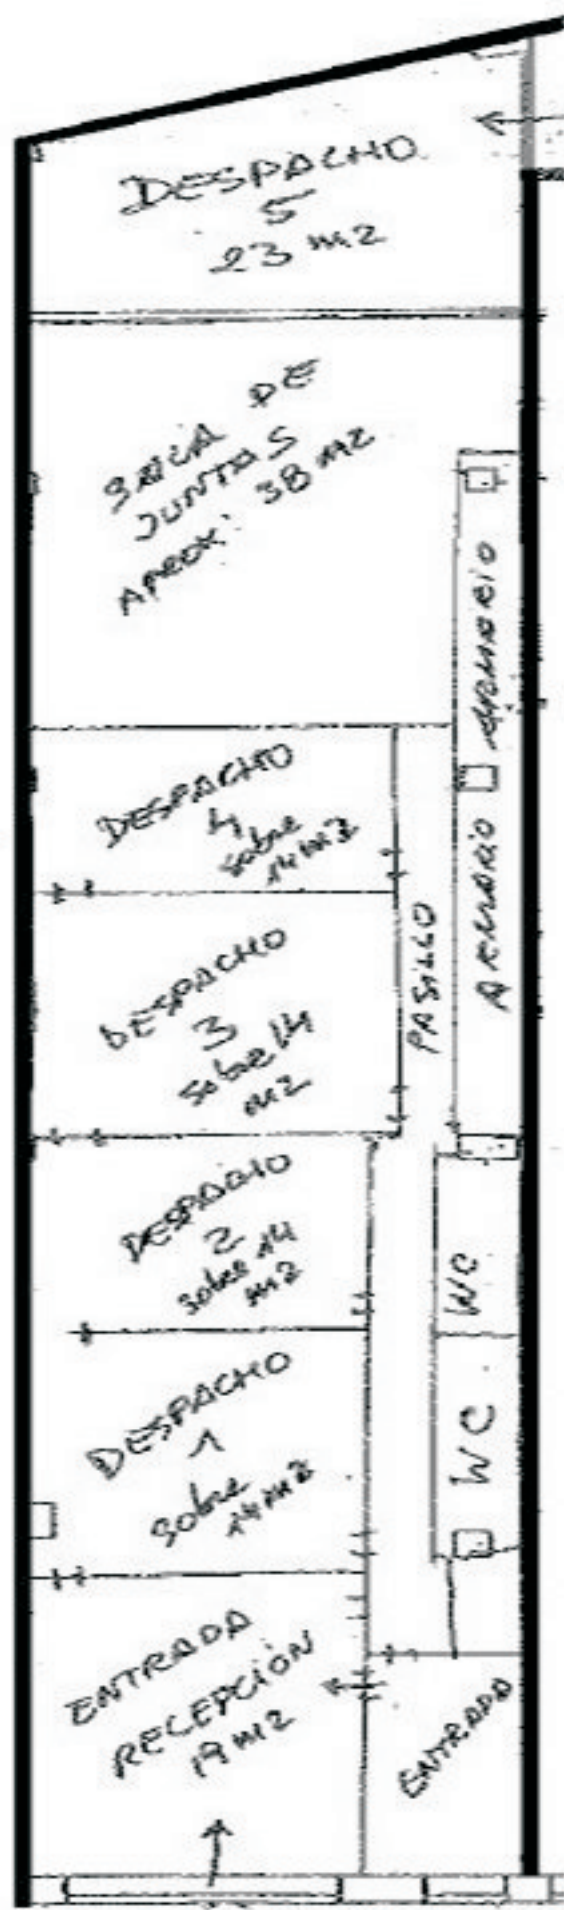 DESPACHO
5
23 m2
SALA DE
JUNTAS
APROX: 38 m2
ARMARIO
DESPACHO
4
sobre
14 m2
ARMARIO
PASILLO
DESPACHO
3
sobre 14
m2
DESPACHO
2
sobre 14
m2
WC
DESPACHO
1
sobre
14 m2
WC
ENTRADA
RECEPCIÓN
19 m2
ENTRADA